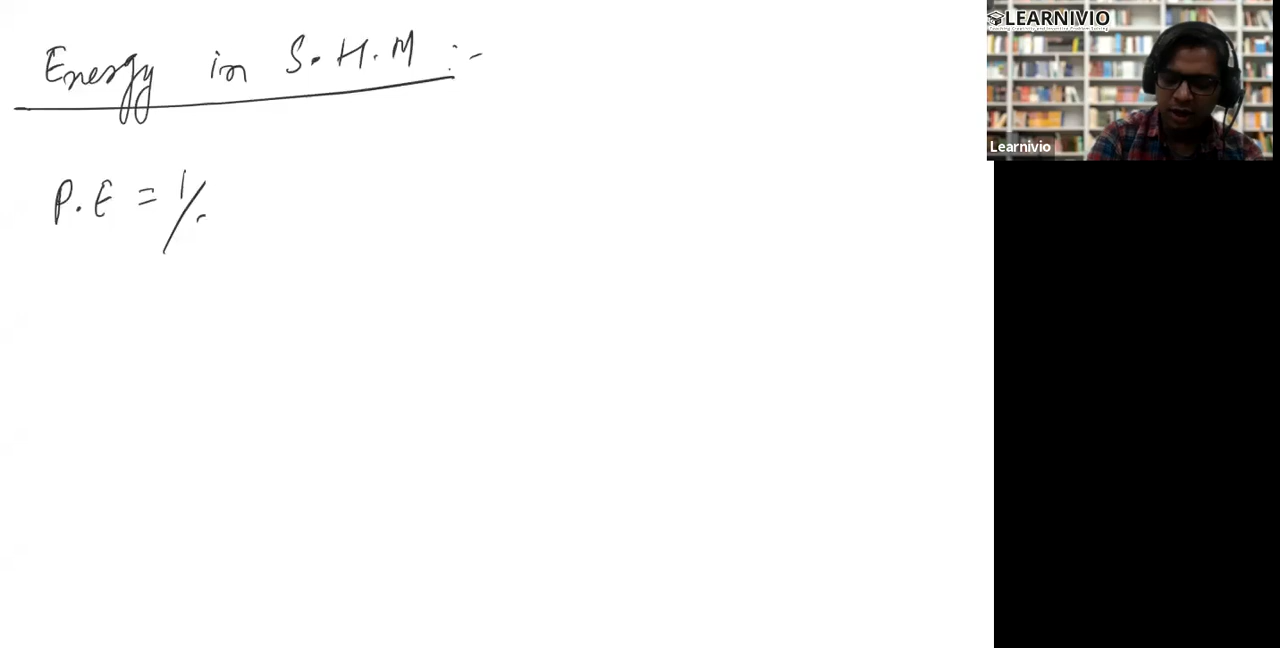 Energy in S.H.M :-
P.E = 1/
LEARNIVIO
Learnivio